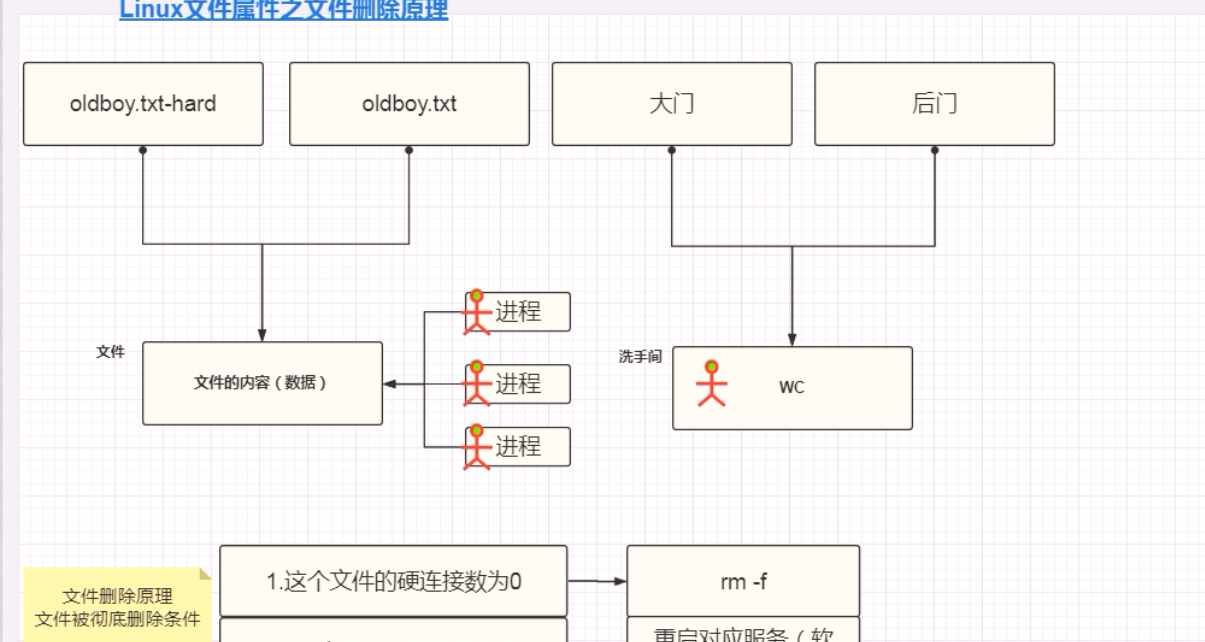 Linux文件属性之文件删除原理
oldboy.txt-hard
oldboy.txt
大门
后门
进程
文件
洗手间
文件的内容（数据）
进程
WC
进程
1.这个文件的硬连接数为0
rm -f
文件删除原理
文件被彻底删除条件
重启对应服务（软